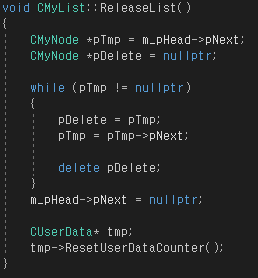 void CMyList::ReleaseList()
{
CMyNode *pTmp = m_pHead->pNext;
CMyNode *pDelete = nullptr;
while (pTmp != nullptr)
{
pDelete = pTmp;
pTmp = pTmp->pNext;
delete pDelete;
}
m_pHead->pNext = nullptr;
CUserData* tmp;
tmp->ResetUserDataCounter();
}